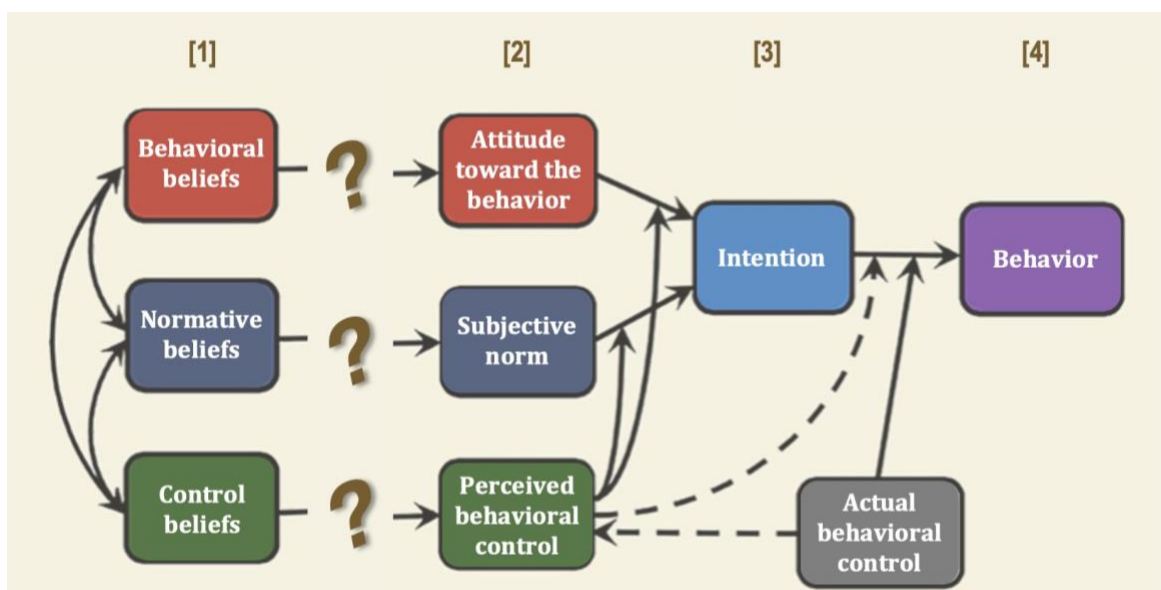 [1]
[2]
[3]
[4]
Behavioral
beliefs
?
Attitude
toward the
behavior
Intention
Behavior
Normative
beliefs
?
Subjective
norm
Control
beliefs
?
Perceived
behavioral
control
Actual
behavioral
control